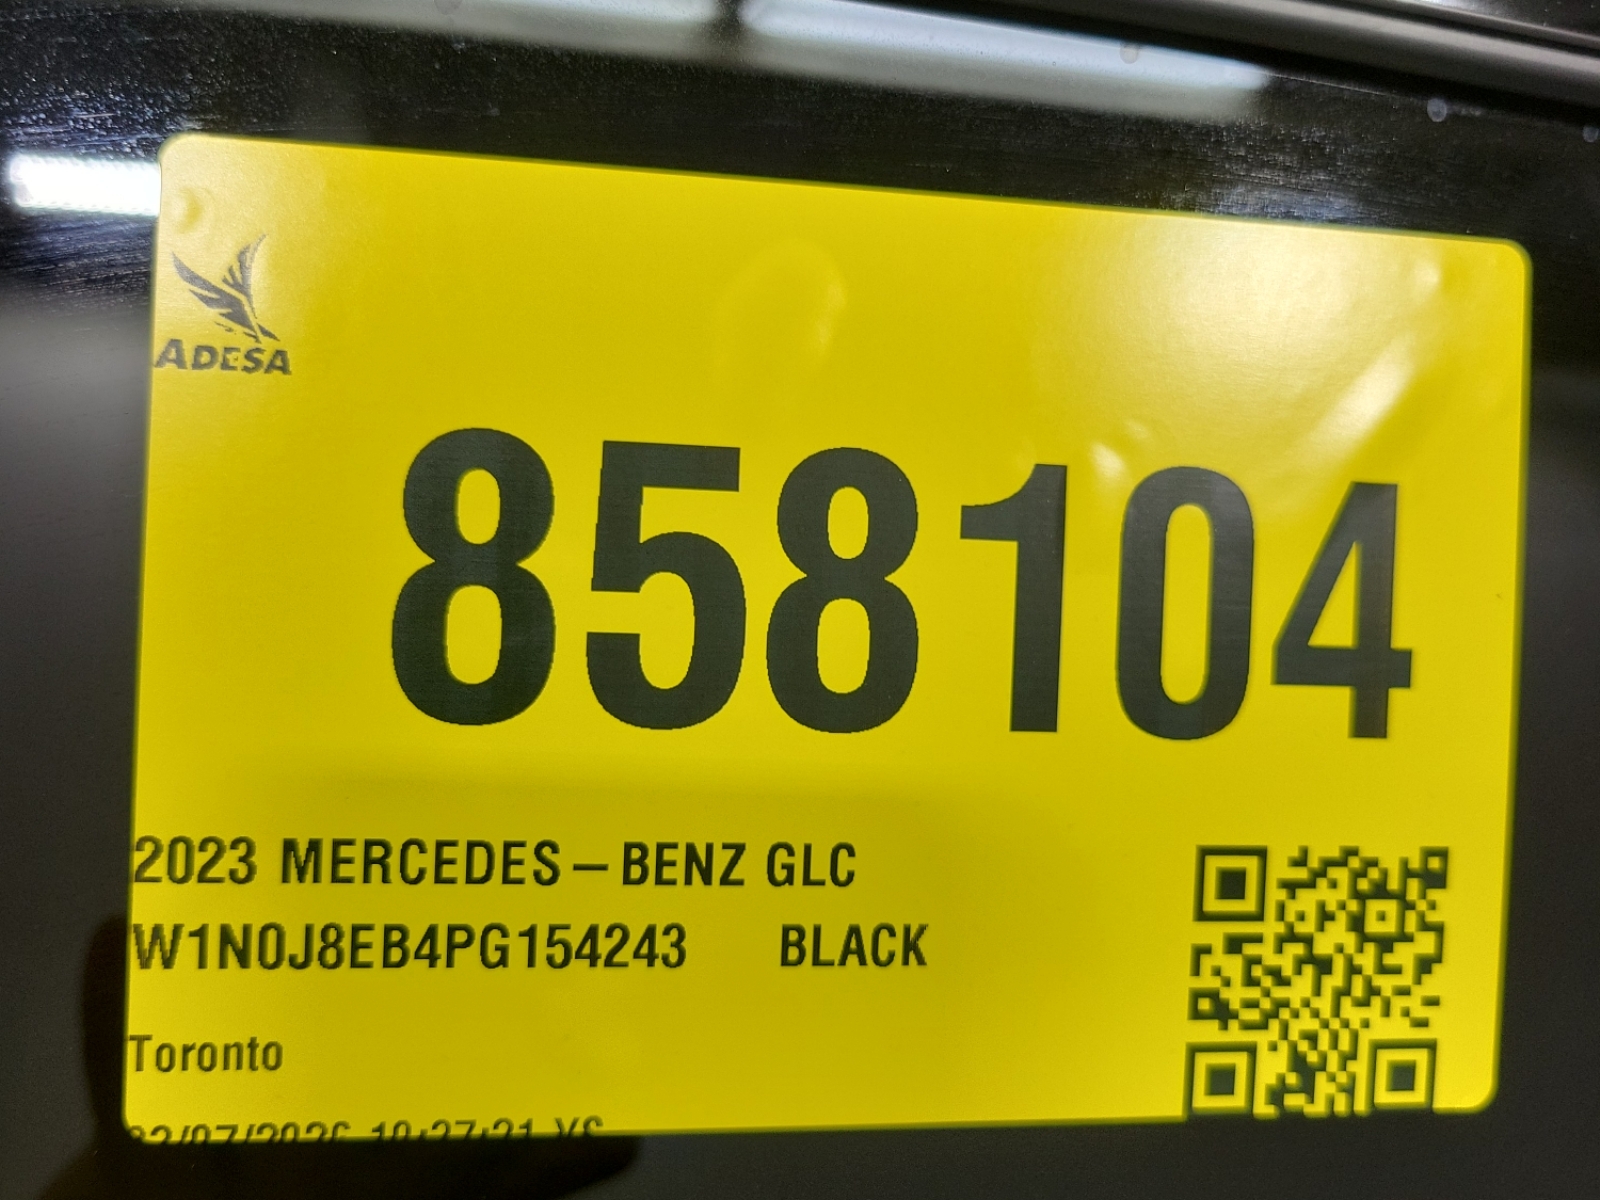 ADESA
858104
2023 MERCEDES-BENZ GLC
W1N0J8EB4PG154243 BLACK
Toronto